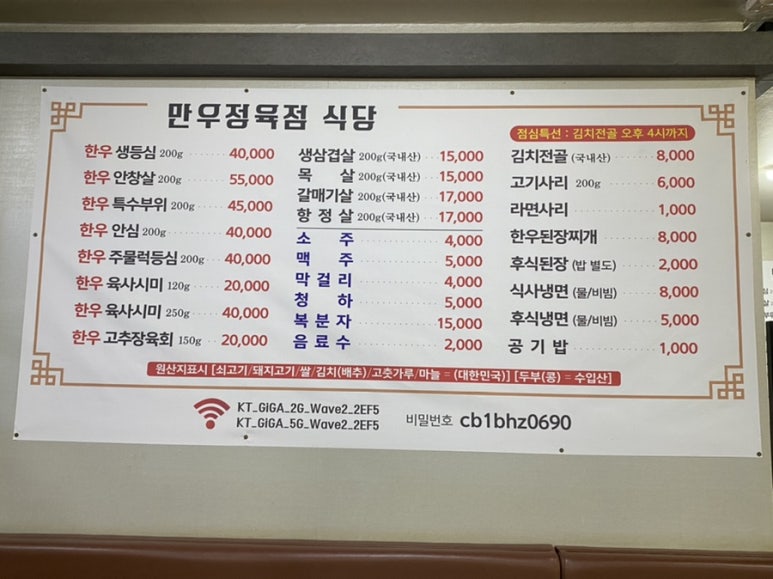 만우정육점 식당
한우 생등심 200g 40,000
한우 안창살 200g 55,000
한우 특수부위 200g 45,000
한우 안심 200g 40,000
한우 주물럭등심 200g 40,000
한우 육사시미 120g 20,000
한우 육사시미 250g 40,000
한우 고추장육회 150g 20,000
생삼겹살 200g(국내산) 15,000
목 살 200g(국내산) 15,000
갈매기살 200g(국내산) 17,000
항정살 200g(국내산) 17,000
소 주 4,000
맥 주 5,000
막걸리 4,000
청 하 5,000
복분자 15,000
음료수 2,000
점심특선 : 김치전골 오후 4시까지
김치전골 (국내산) 8,000
고기사리 200g 6,000
라면사리 1,000
한우된장찌개 8,000
후식된장 (밥 별도) 2,000
식사냉면 (물/비빔) 8,000
후식냉면 (물/비빔) 5,000
공기밥 1,000
원산지표시 [쇠고기/돼지고기/쌀/김치(배추)/고춧가루/마늘 = (대한민국)] [두부(콩) = 수입산]
KT_GiGA_2G_Wave2_2EF5
KT_GiGA_5G_Wave2_2EF5
비밀번호 cb1bhz0690